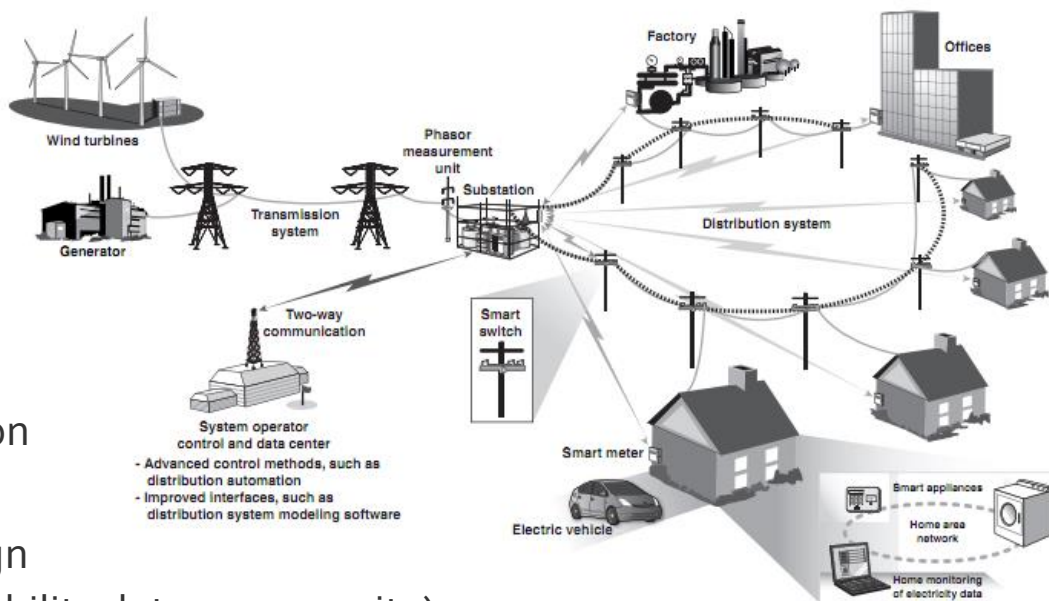 Wind turbines
Generator
Transmission
system
Phasor
measurement
unit
Substation
Factory
Offices
Distribution system
Two-way
communication
Smart
switch
System operator
control and data center
- Advanced control methods, such as
distribution automation
- Improved interfaces, such as
distribution system modeling software
Smart meter
Electric vehicle
Smart appliances
Home area
network
Home monitoring
of electricity data
on
gn